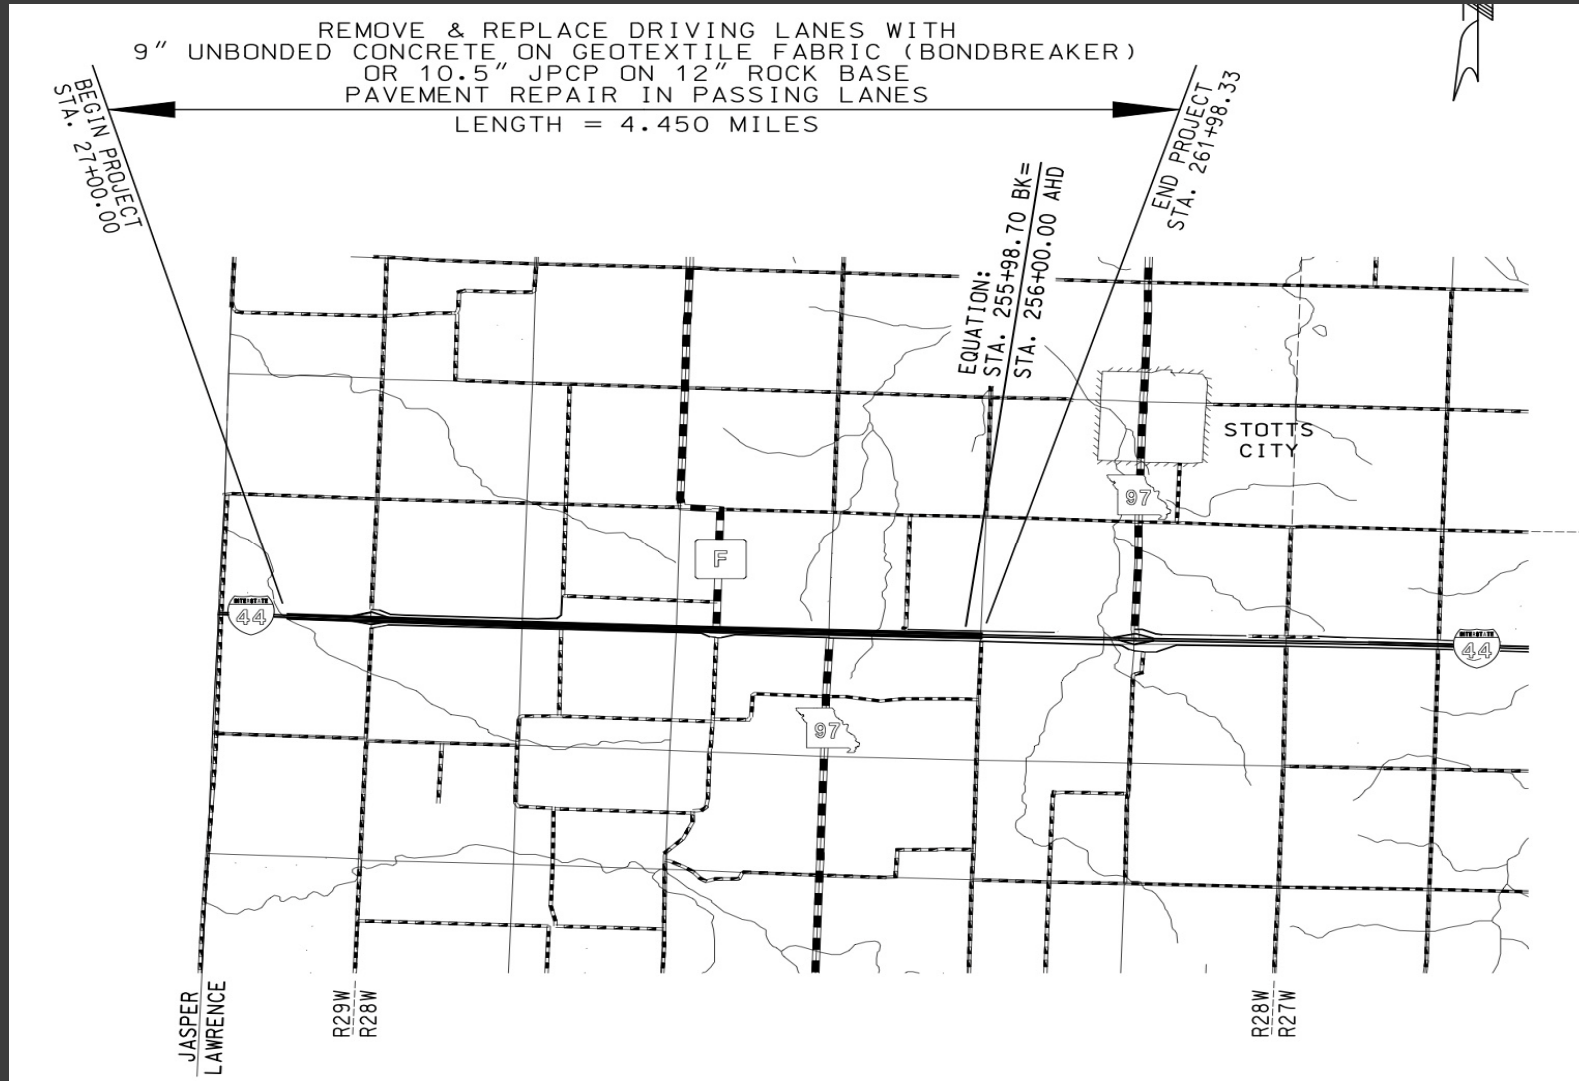 REMOVE & REPLACE DRIVING LANES WITH
9" UNBONDED CONCRETE ON GEOTEXTILE FABRIC (BONDBREAKER)
OR 10.5" JPCP ON 12" ROCK BASE
PAVEMENT REPAIR IN PASSING LANES
LENGTH = 4.450 MILES
BEGIN PROJECT
STA. 27+00.00
END PROJECT
STA. 261+98.33
EQUATION:
STA. 255+98.70 BK=
STA. 256+00.00 AHD
STOTTS
CITY
97
F
INTERSTATE
44
INTERSTATE
44
97
JASPER
LAWRENCE
R29W
R28W
R28W
R27W